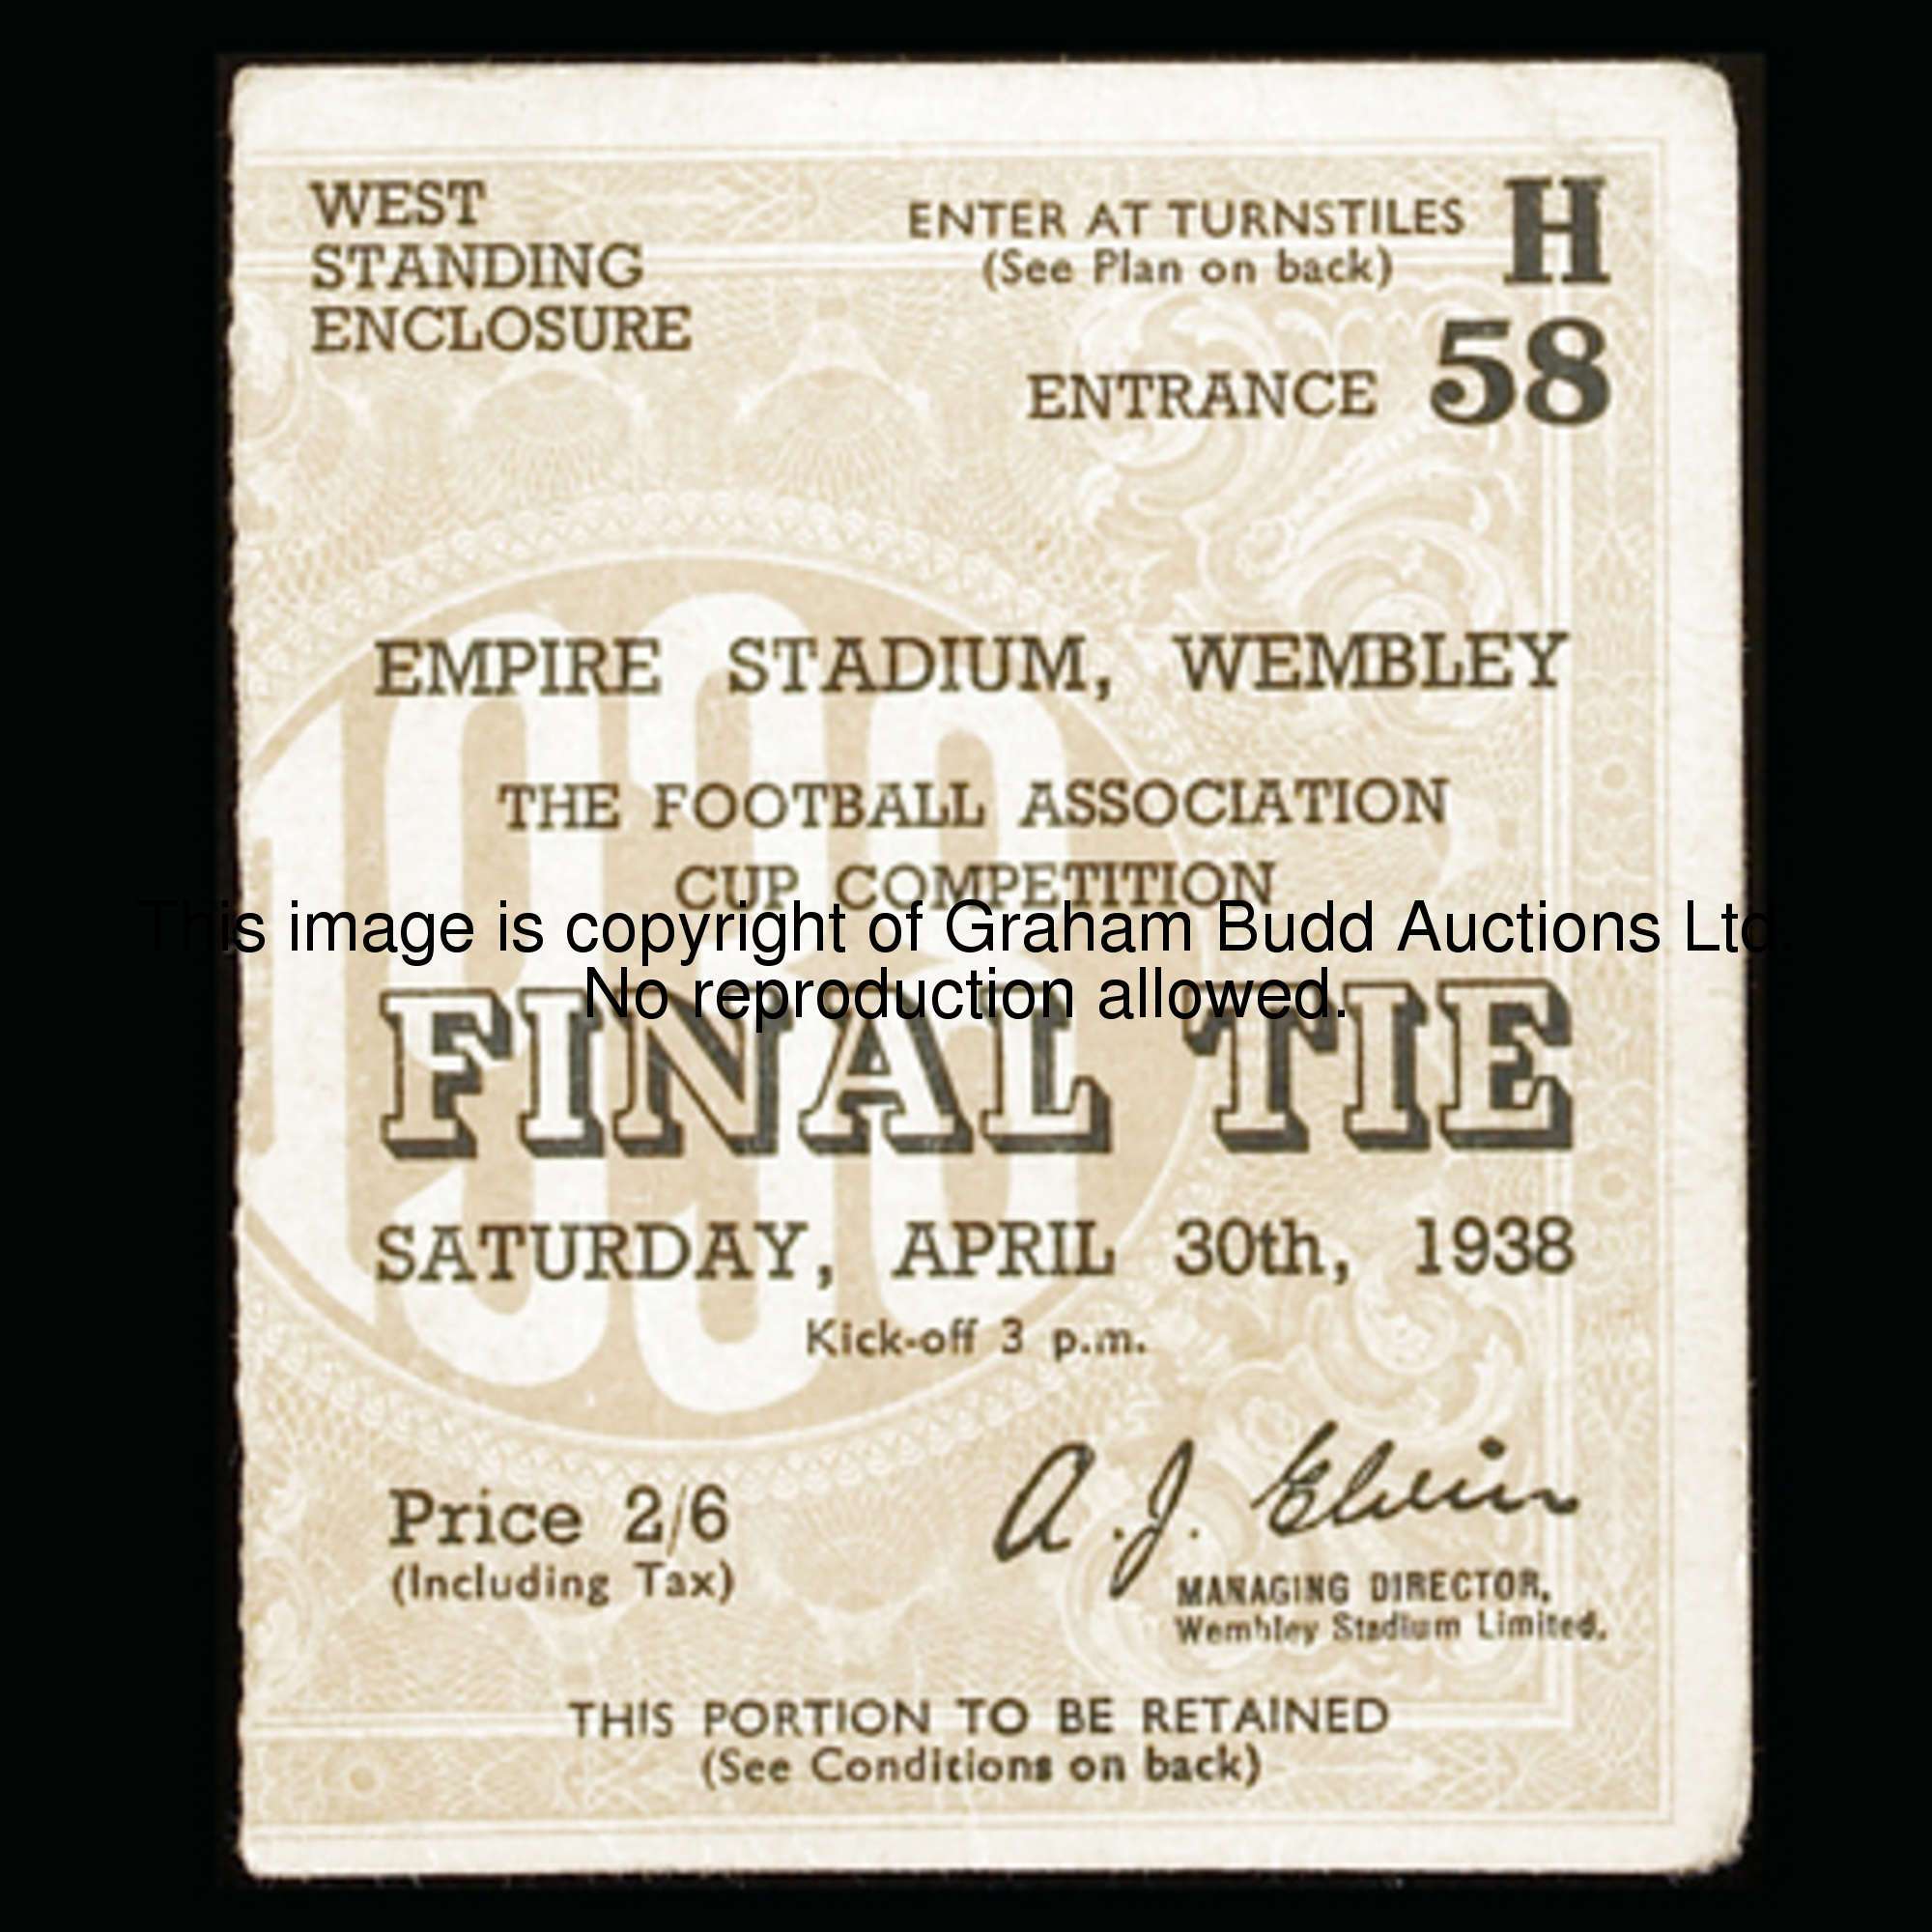 WEST
STANDING
ENCLOSURE
ENTER AT TURNSTILES H
(See Plan on back)
ENTRANCE 58
1938
EMPIRE STADIUM, WEMBLEY
THE FOOTBALL ASSOCIATION
CUP COMPETITION
This image is copyright of Graham Budd Auctions Ltd.
No reproduction allowed.
FINAL TIE
SATURDAY, APRIL 30th, 1938
Kick-off 3 p.m.
Price 2/6
(Including Tax)
A. J. Elvin
MANAGING DIRECTOR,
Wembley Stadium Limited.
THIS PORTION TO BE RETAINED
(See Conditions on back)